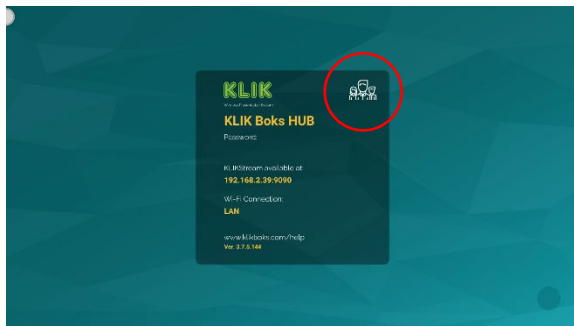 KLIK
KLIK Boks HUB
Password:
KLIKStream available at:
192.168.2.39:9090
Wi-Fi Connection:
LAN
www.klikboks.com/help
Ver. 2.7.5.144